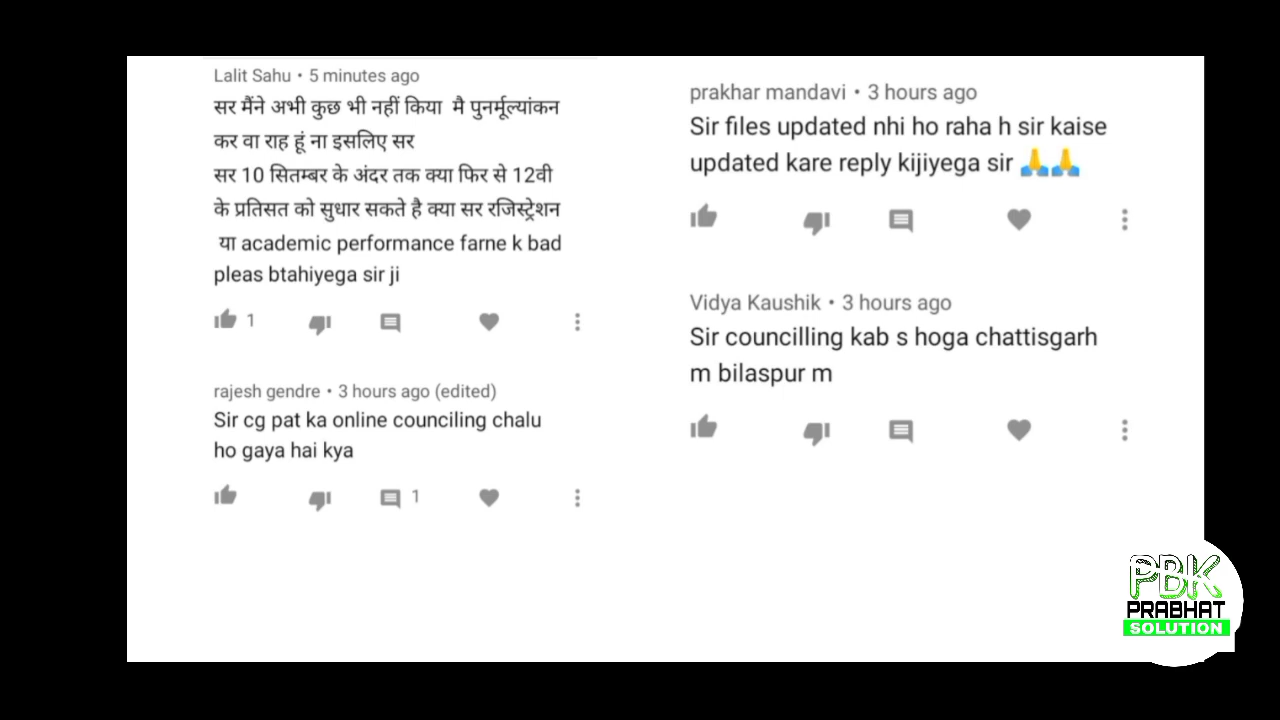 Lalit Sahu • 5 minutes ago
सर मैंने अभी कुछ भी नहीं किया मै पुनर्मूल्यांकन
कर वा राह हूं ना इसलिए सर
सर 10 सितम्बर के अंदर तक क्या फिर से 12वी
के प्रतिसत को सुधार सकते है क्या सर रजिस्ट्रेशन
या academic performance farne k bad
pleas btahiyega sir ji
1
rajesh gendre • 3 hours ago (edited)
Sir cg pat ka online counciling chalu
ho gaya hai kya
1
prakhar mandavi • 3 hours ago
Sir files updated nhi ho raha h sir kaise
updated kare reply kijiyega sir 🙏🙏
Vidya Kaushik • 3 hours ago
Sir councilling kab s hoga chattisgarh
m bilaspur m
PBK
PRABHAT
SOLUTION